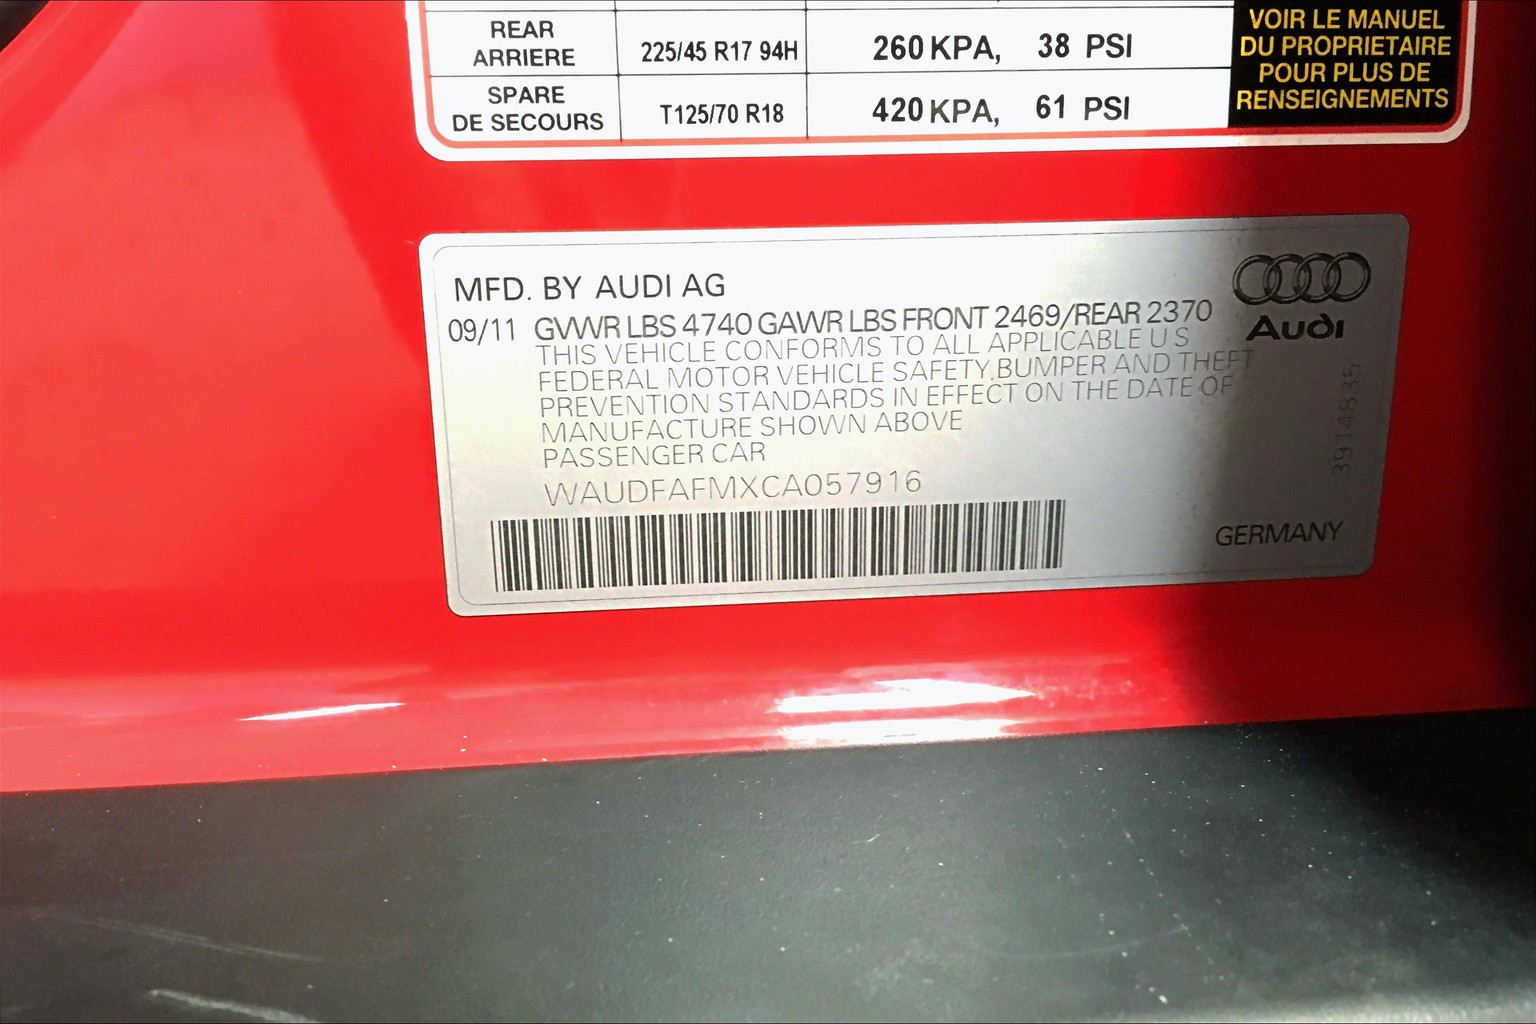 REAR
ARRIERE
225/45 R17 94H
260 KPA, 38 PSI
SPARE
DE SECOURS
T125/70 R18
420 KPA, 61 PSI
VOIR LE MANUEL
DU PROPRIETAIRE
POUR PLUS DE
RENSEIGNEMENTS
MFD. BY AUDI AG
09/11 GVWR LBS 4740 GAWR LBS FRONT 2469/REAR 2370
THIS VEHICLE CONFORMS TO ALL APPLICABLE U S
FEDERAL MOTOR VEHICLE SAFETY, BUMPER AND THEFT
PREVENTION STANDARDS IN EFFECT ON THE DATE OF
MANUFACTURE SHOWN ABOVE
PASSENGER CAR
WAUDFAFMXCA057916
Audi
3914835
GERMANY